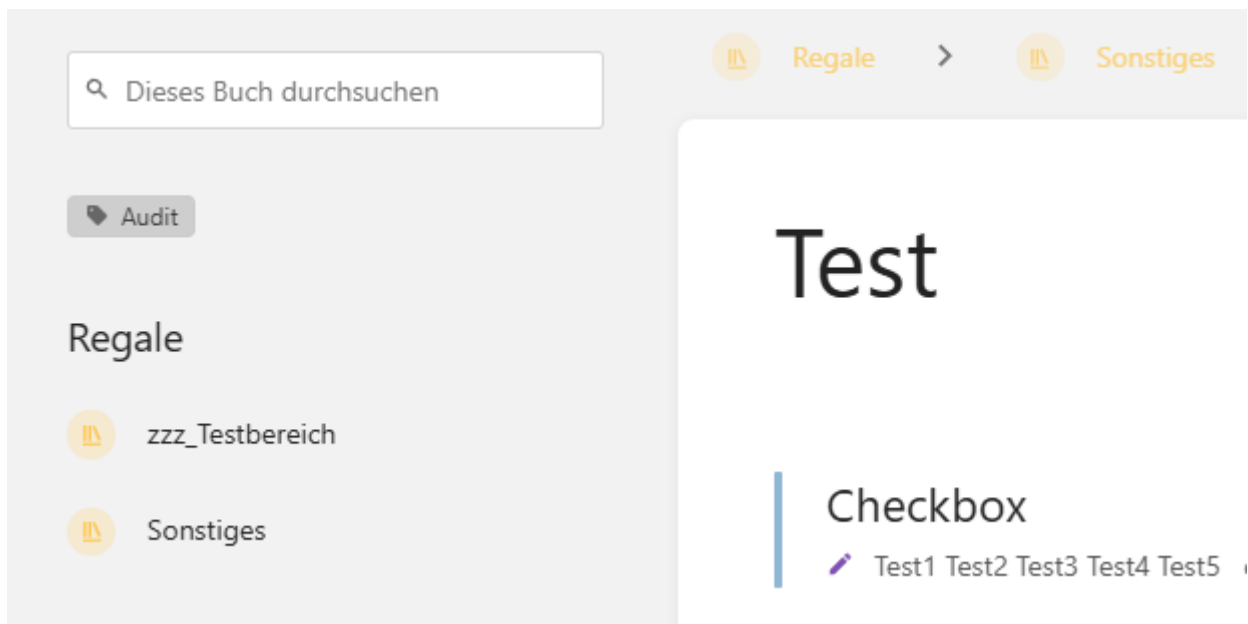 Dieses Buch durchsuchen
Audit
Regale
zzz_Testbereich
Sonstiges
Regale > Sonstiges
Test
Checkbox
Test1 Test2 Test3 Test4 Test5